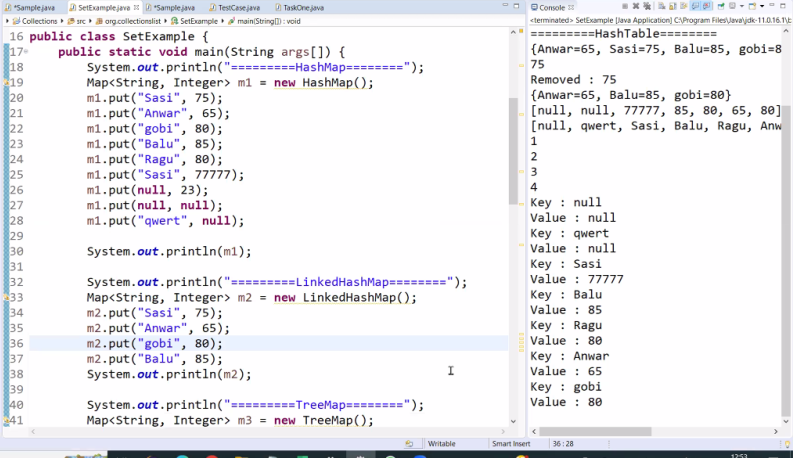 *Sample.java SetExample.java *Sample.java TestCase.java TaskOne.java
Collections src org.collectionslist SetExample main(String[]) : void
16 public class SetExample {
17 public static void main(String args[]) {
18 System.out.println("=========HashMap========");
19 Map<String, Integer> m1 = new HashMap();
20 m1.put("Sasi", 75);
21 m1.put("Anwar", 65);
22 m1.put("gobi", 80);
23 m1.put("Balu", 85);
24 m1.put("Ragu", 80);
25 m1.put("Sasi", 77777);
26 m1.put(null, 23);
27 m1.put(null, null);
28 m1.put("qwert", null);
29
30 System.out.println(m1);
31
32 System.out.println("=========LinkedHashMap========");
33 Map<String, Integer> m2 = new LinkedHashMap();
34 m2.put("Sasi", 75);
35 m2.put("Anwar", 65);
36 m2.put("gobi", 80);
37 m2.put("Balu", 85);
38 System.out.println(m2);
39
40 System.out.println("=========TreeMap========");
41 Map<String, Integer> m3 = new TreeMap();
Console
<terminated> SetExample [Java Application] C:\Program Files\Java\jdk-11.0.16.1\b
=========HashTable========
{Anwar=65, Sasi=75, Balu=85, gobi=8
75
Removed : 75
{Anwar=65, Balu=85, gobi=80}
[null, null, 77777, 85, 80, 65, 80]
[null, qwert, Sasi, Balu, Ragu, Anw
1
2
3
4
Key : null
Value : null
Key : qwert
Value : null
Key : Sasi
Value : 77777
Key : Balu
Value : 85
Key : Ragu
Value : 80
Key : Anwar
Value : 65
Key : gobi
Value : 80
Writable Smart Insert 36 : 28
12:53